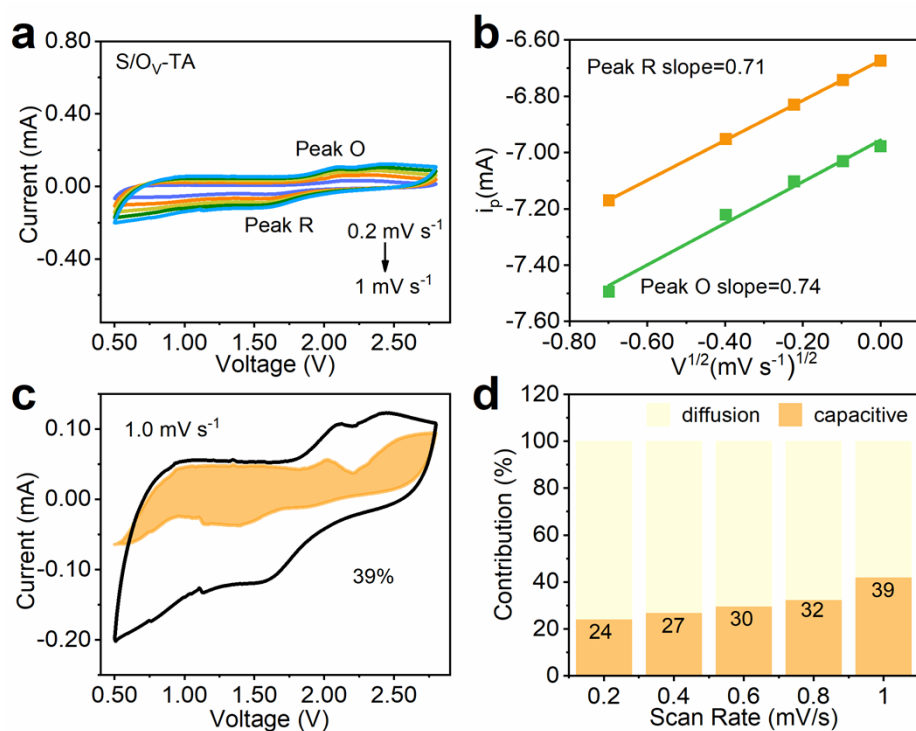 a
S/O_V-TA
Peak O
Peak R
0.2 mV s⁻¹
1 mV s⁻¹
0.80
0.40
0.00
-0.40
Current (mA)
0.50 1.00 1.50 2.00 2.50
Voltage (V)
b
Peak R slope=0.71
Peak O slope=0.74
-6.60
-6.80
-7.00
-7.20
-7.40
-7.60
i_p(mA)
-0.80 -0.60 -0.40 -0.20 0.00
V^1/2(mV s⁻¹)^1/2
c
1.0 mV s⁻¹
39%
0.10
0.00
-0.10
-0.20
Current (mA)
0.50 1.00 1.50 2.00 2.50
Voltage (V)
d
diffusion capacitive
120
100
80
60
40
20
0
Contribution (%)
24 27 30 32 39
0.2 0.4 0.6 0.8 1
Scan Rate (mV/s)